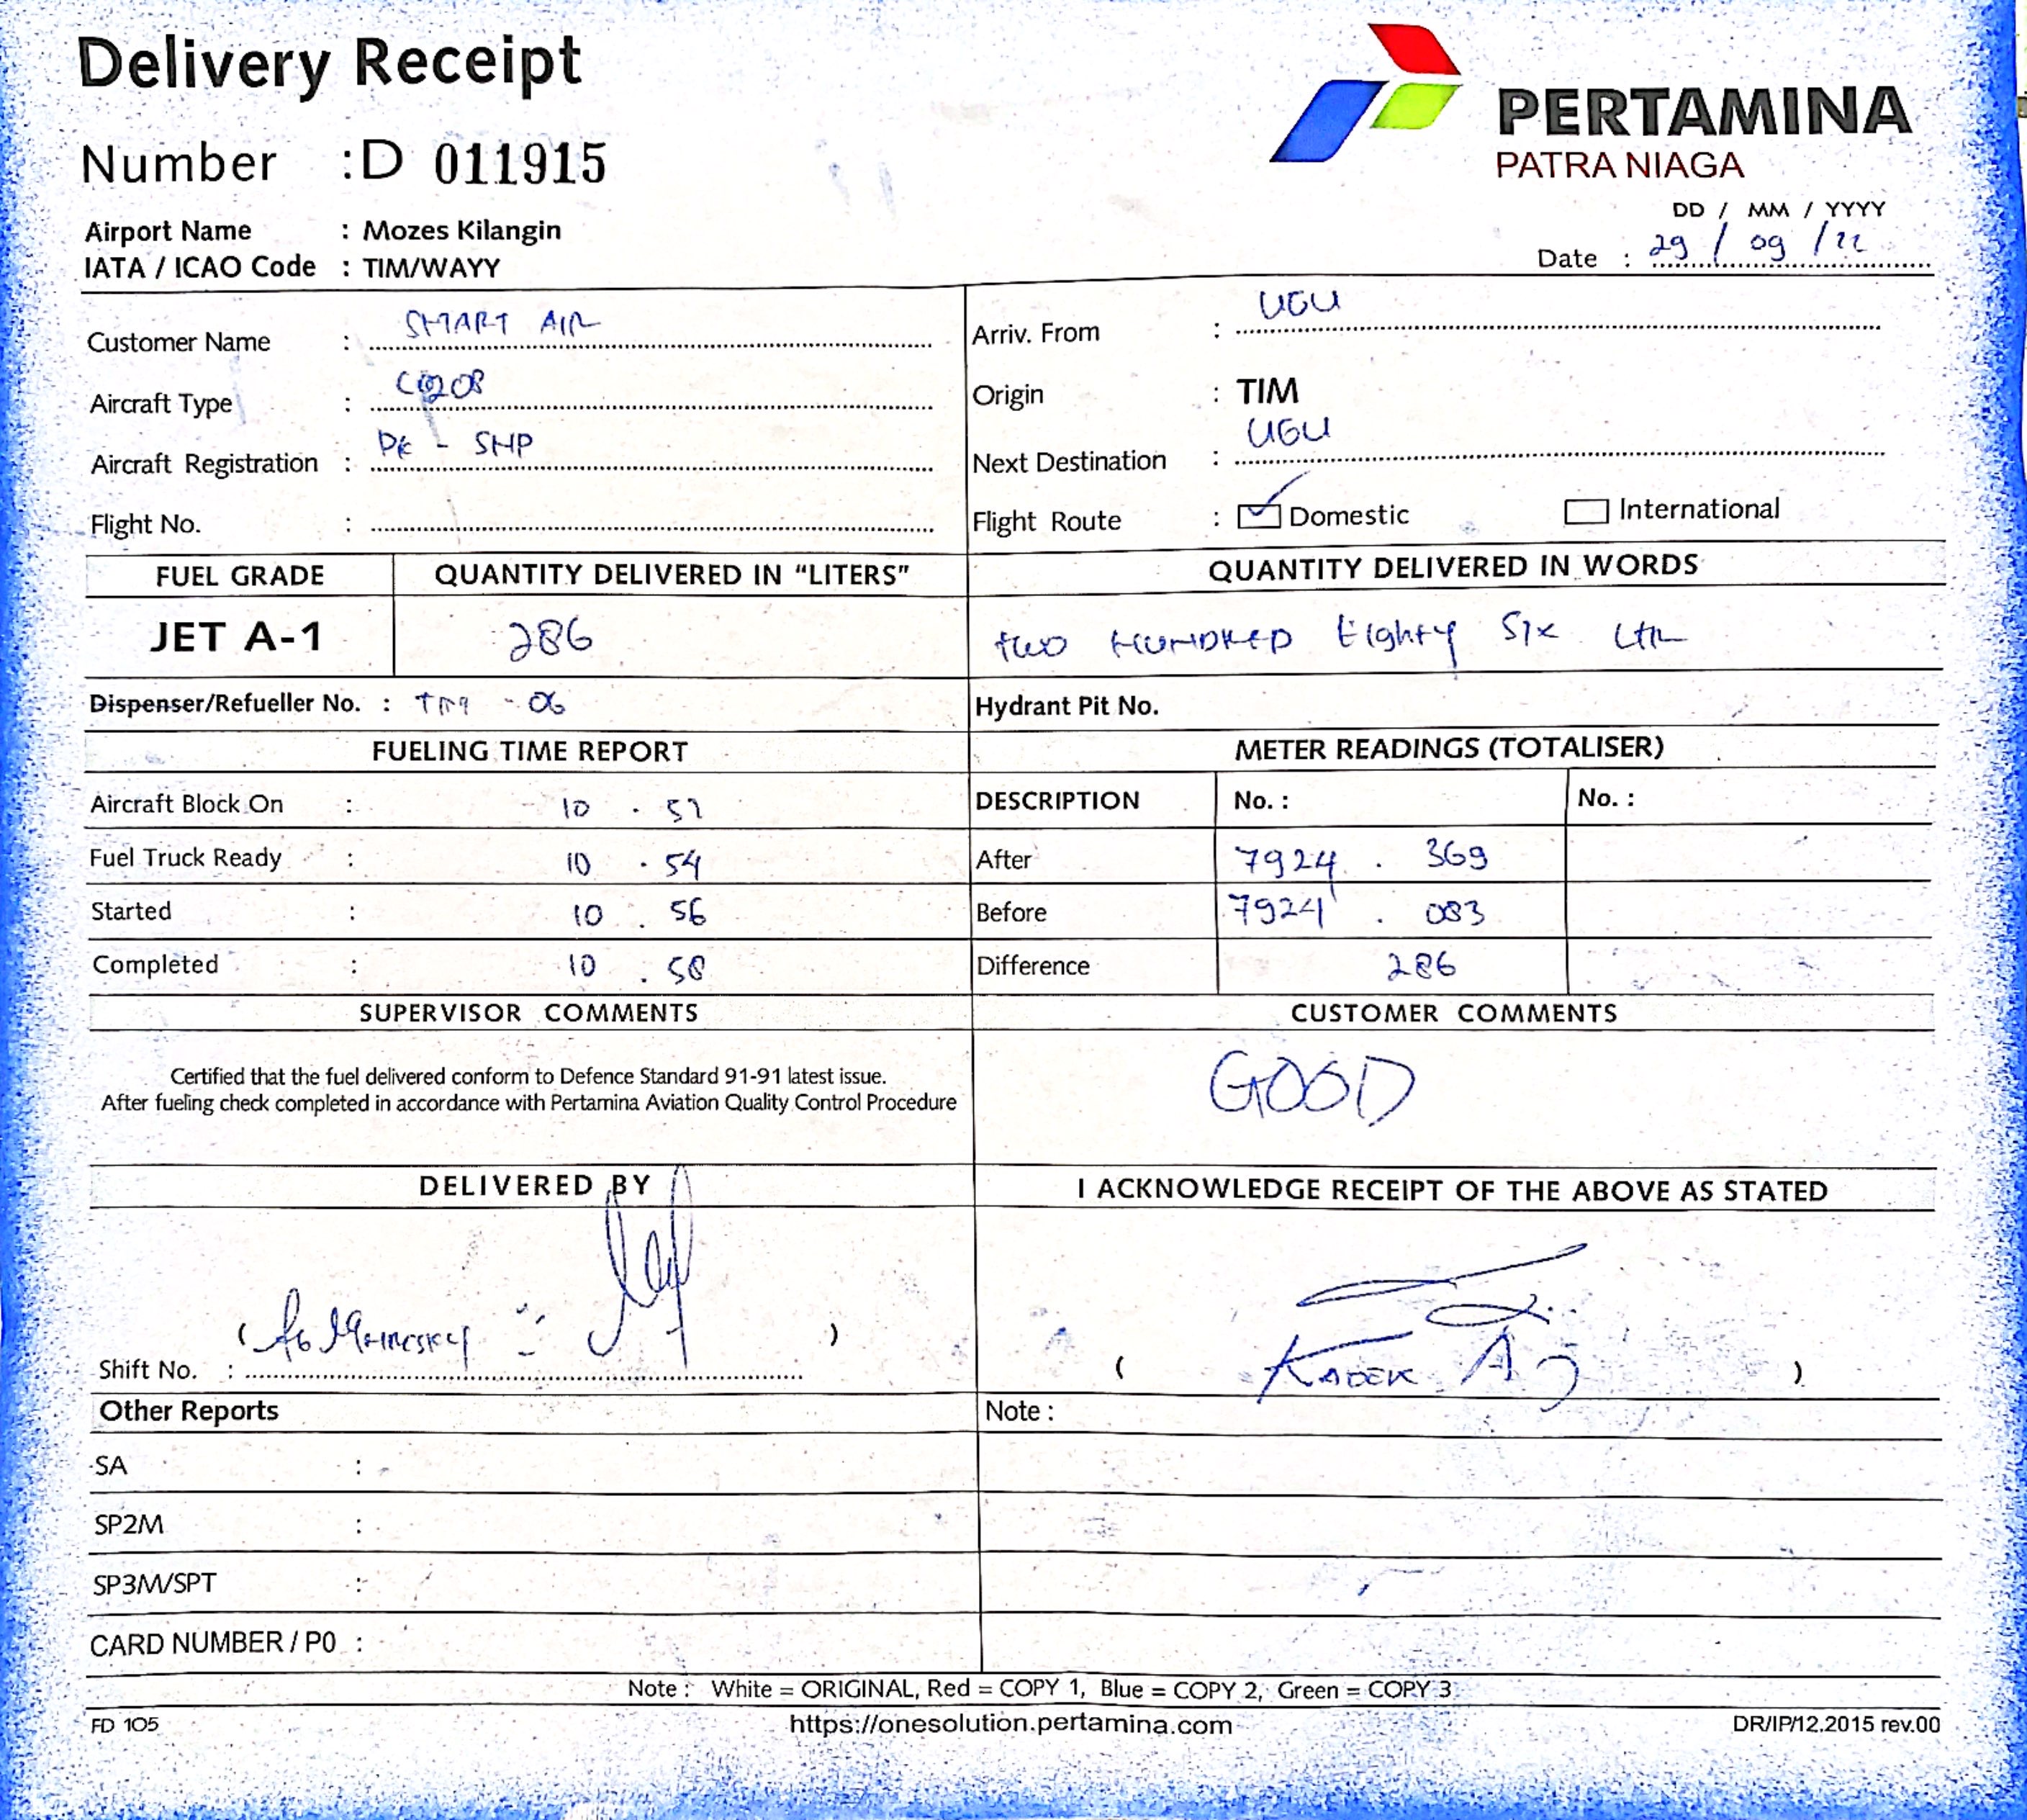 Delivery Receipt
Number :D 011915
PERTAMINA
PATRA NIAGA
Airport Name : Mozes Kilangin
IATA / ICAO Code : TIM/WAYY
DD / MM / YYYY
Date : 29 / 09 / 22
Customer Name : SMART AIR
Aircraft Type : C208
Aircraft Registration : PK - SHP
Flight No. :
Arriv. From : UGU
Origin : TIM
Next Destination : UGU
Flight Route : Domestic International
FUEL GRADE QUANTITY DELIVERED IN "LITERS" QUANTITY DELIVERED IN WORDS
JET A-1 286 two HUNDRED Eighty Six LTR
Dispenser/Refueller No. : TIM - 06 Hydrant Pit No.
FUELING TIME REPORT METER READINGS (TOTALISER)
Aircraft Block On : 10 . DESCRIPTION No. : No. :
Fuel Truck Ready : 10 . 54 After 7924 . 369
Started : 10 . 56 Before 7924 . 083
Completed : 10 . 58 Difference 286
SUPERVISOR COMMENTS CUSTOMER COMMENTS
Certified that the fuel delivered conform to Defence Standard 91-91 latest issue.
After fueling check completed in accordance with Pertamina Aviation Quality Control Procedure
GOOD
DELIVERED BY I ACKNOWLEDGE RECEIPT OF THE ABOVE AS STATED
( )
Shift No. :
( KADEK A )
Other Reports Note :
SA :
SP2M :
SP3M/SPT :
CARD NUMBER / P0 :
Note : White = ORIGINAL, Red = COPY 1, Blue = COPY 2, Green = COPY 3
FD 105 https://onesolution.pertamina.com DR/IP/12.2015 rev.00